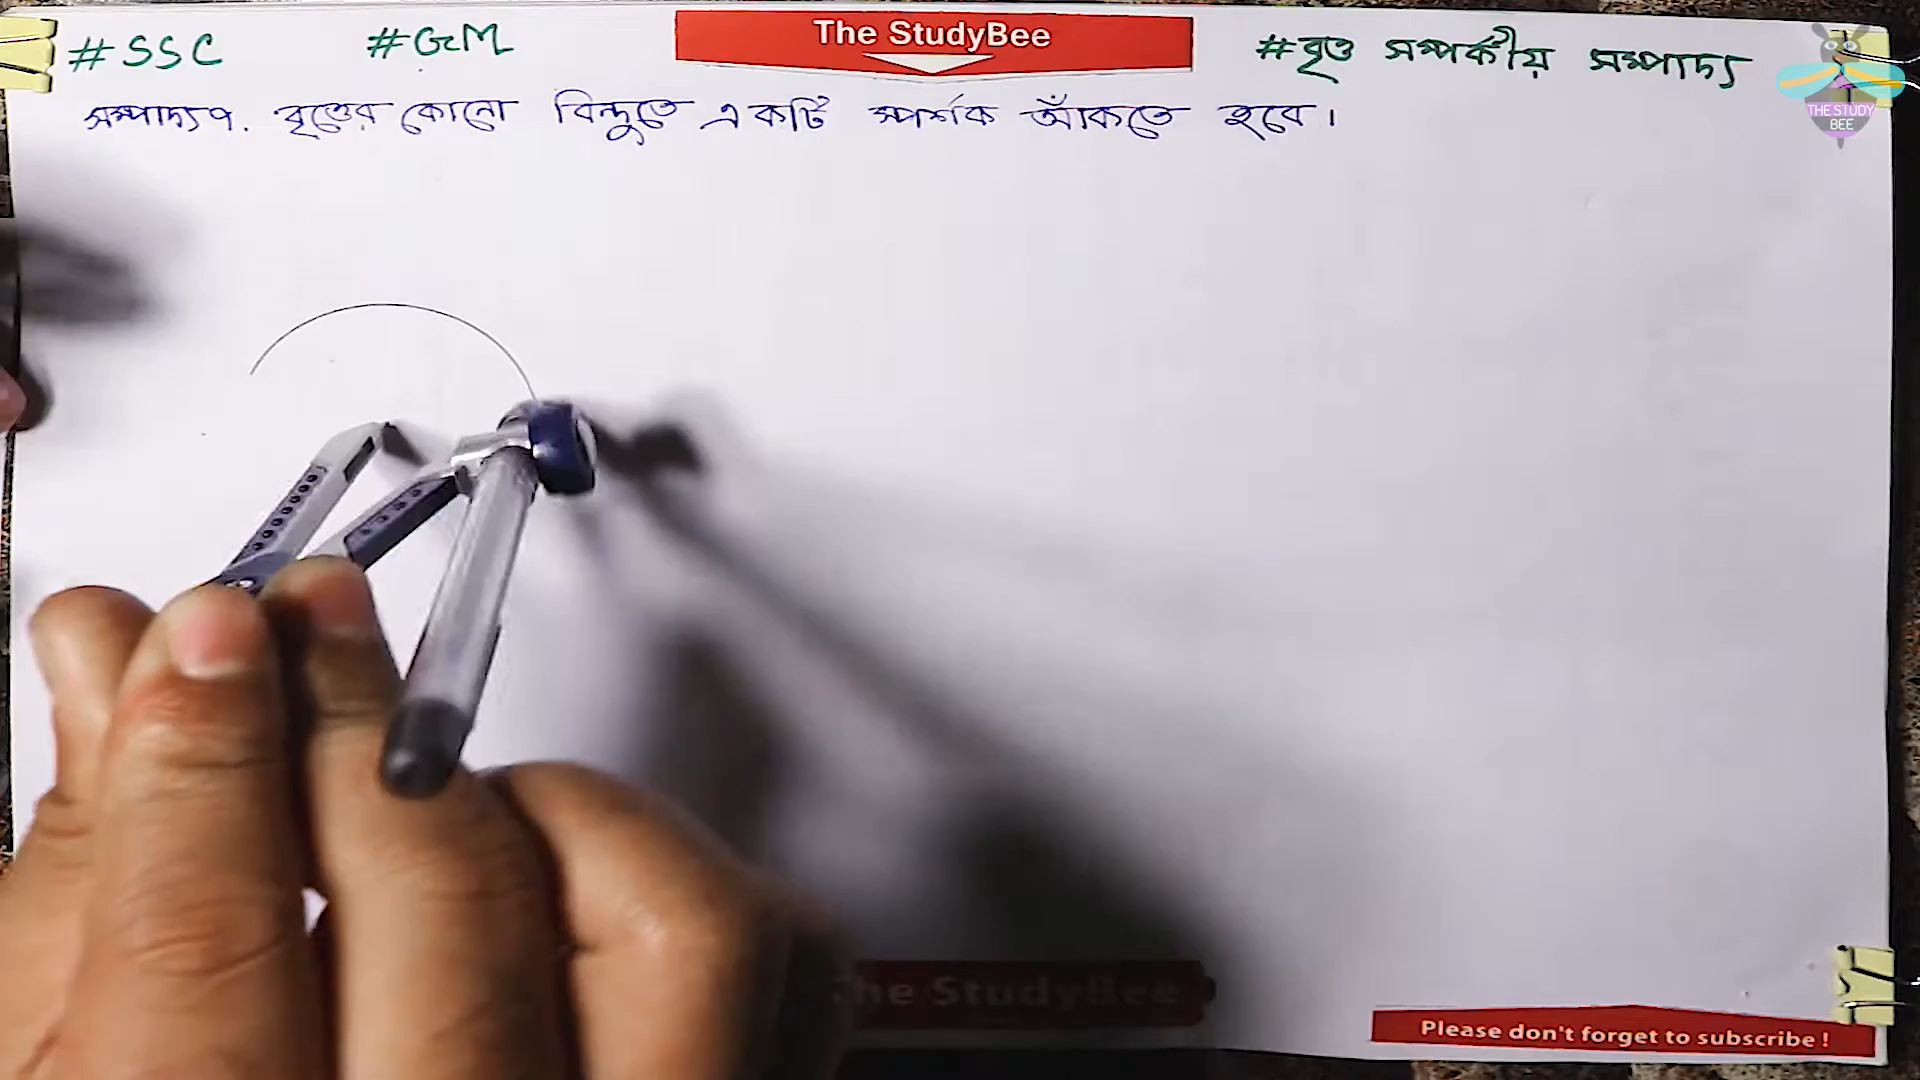 #SSC #GM The StudyBee #বৃত্ত সম্পর্কীয় সম্পাদ্য
THE STUDY
BEE
সম্পাদ্য ৭. বৃত্তের কোনো বিন্দুতে একটি স্পর্শক আঁকতে হবে।
The StudyBee
Please don't forget to subscribe !